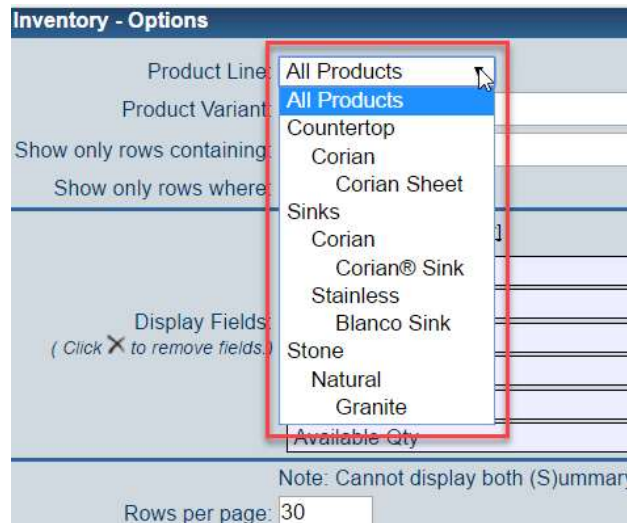 Inventory - Options
Product Line: All Products
Product Variant: All Products
Countertop
Show only rows containing: Corian
Show only rows where: Corian Sheet
Sinks
Corian
Corian® Sink
Stainless
Display Fields: Blanco Sink
( Click X to remove fields.) Stone
Natural
Granite
Available Qty
Note: Cannot display both (S)ummary
Rows per page: 30